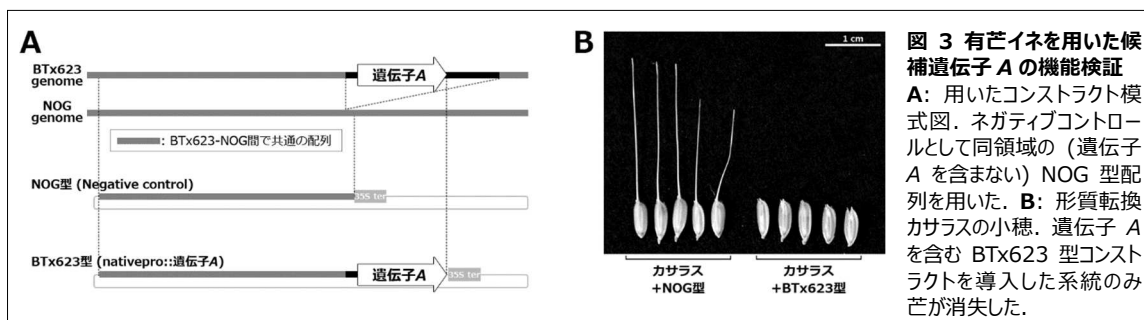 A
BTx623
genome
遺伝子A
NOG
genome
: BTx623-NOG間で共通の配列
NOG型 (Negative control)
35S ter
BTx623型 (nativepro::遺伝子A)
遺伝子A
35S ter
B
1 cm
カサラス
+NOG型
カサラス
+BTx623型
図 3 有芒イネを用いた候
補遺伝子 A の機能検証
A: 用いたコンストラクト模
式図. ネガティブコントロー
ルとして同領域の (遺伝子
A を含まない) NOG 型配
列を用いた. B: 形質転換
カサラスの小穂. 遺伝子 A
を含む BTx623 型コンスト
ラクトを導入した系統のみ
芒が消失した.